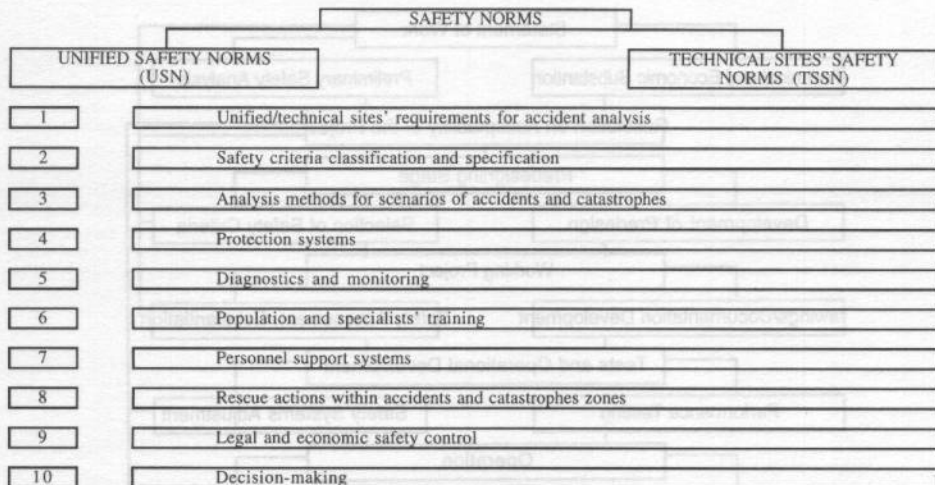 SAFETY NORMS
UNIFIED SAFETY NORMS
(USN)
TECHNICAL SITES' SAFETY
NORMS (TSSN)
1 Unified/technical sites' requirements for accident analysis
2 Safety criteria classification and specification
3 Analysis methods for scenarios of accidents and catastrophes
4 Protection systems
5 Diagnostics and monitoring
6 Population and specialists' training
7 Personnel support systems
8 Rescue actions within accidents and catastrophes zones
9 Legal and economic safety control
10 Decision-making